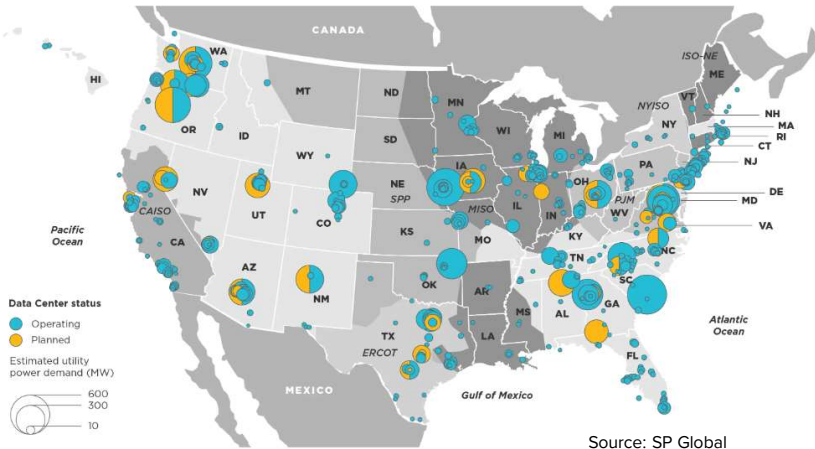 CANADA
ISO-NE
WA
ME
HI
MT
ND
MN
VT
NYISO
NH
OR
ID
SD
WI
MI
NY
MA
RI
WY
CT
IA
PA
NJ
NE
OH
NV
SPP
PJM
DE
CAISO
UT
MISO
IL
IN
WV
MD
CO
VA
Pacific
Ocean
KS
MO
KY
CA
NC
TN
AZ
OK
SC
Data Center status
NM
AR
Operating
MS
AL
GA
Atlantic
Ocean
Planned
TX
LA
Estimated utility
power demand (MW)
ERCOT
FL
600
300
MEXICO
Gulf of Mexico
10
Source: SP Global